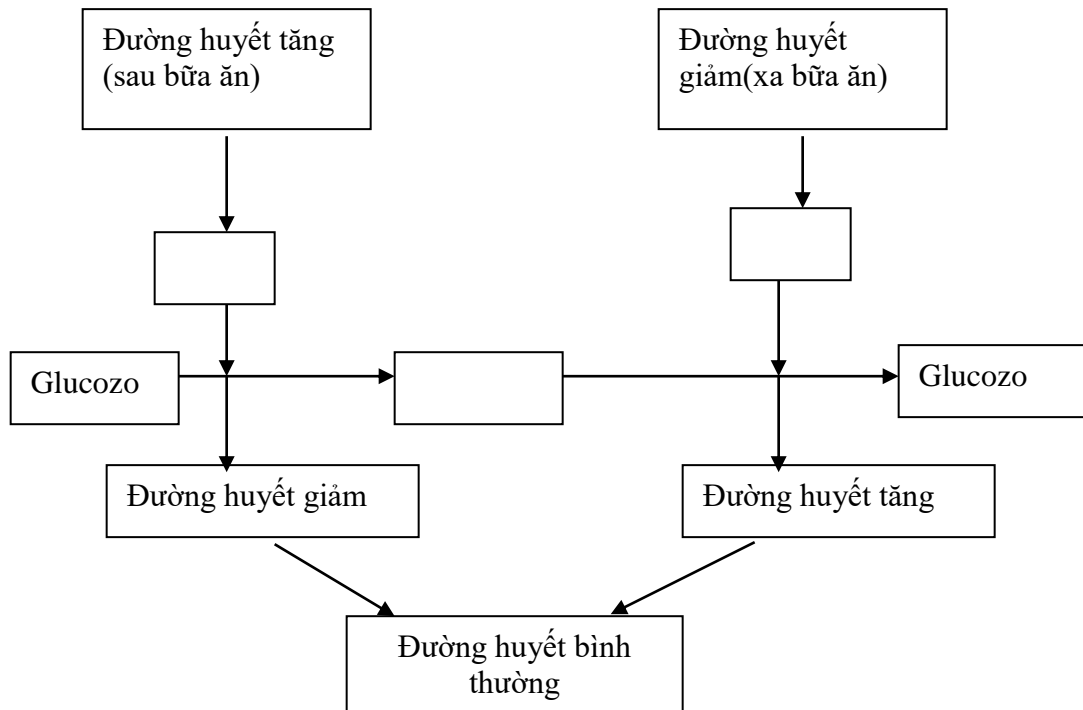 Đường huyết tăng
(sau bữa ăn)
Đường huyết
giảm(xa bữa ăn)
Glucozo
Glucozo
Đường huyết giảm
Đường huyết tăng
Đường huyết bình
thường